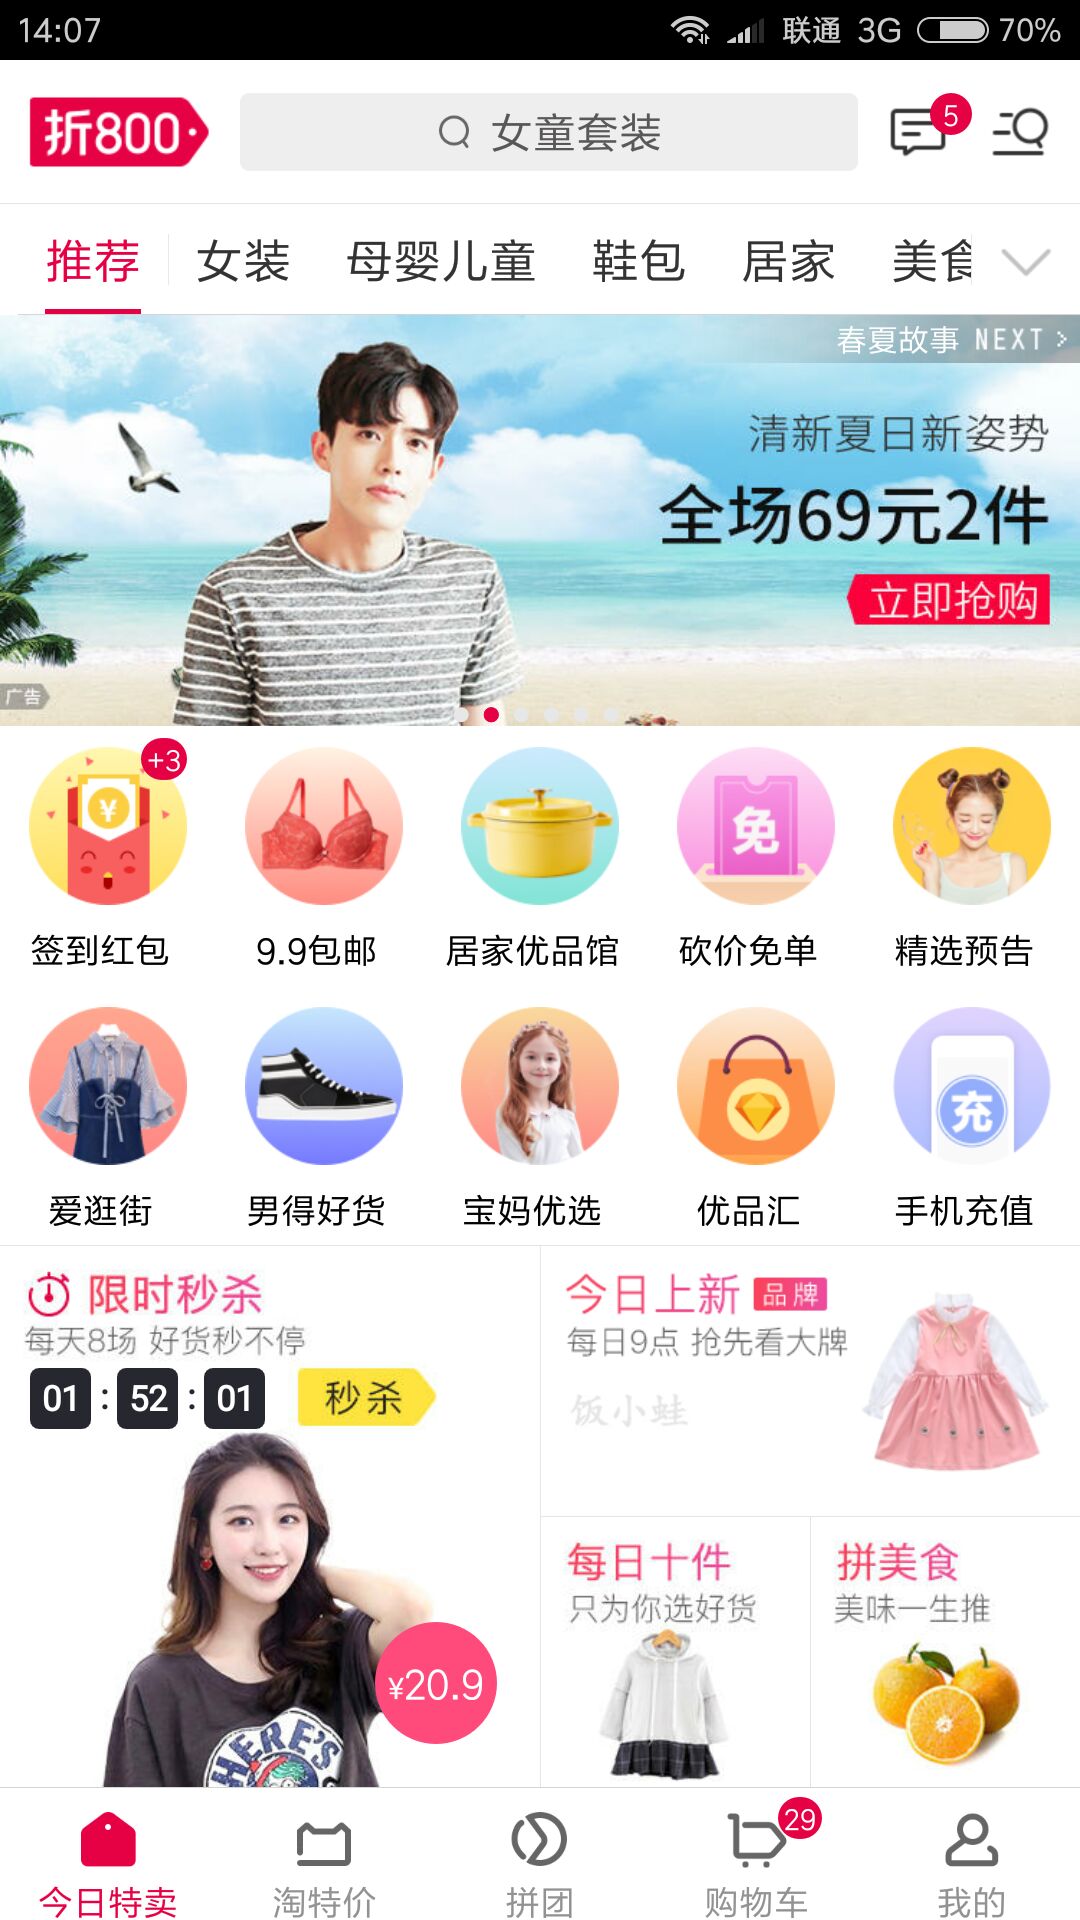 14:07 联通 3G 70%
折800 女童套装 5
推荐 女装 母婴儿童 鞋包 居家 美食
春夏故事 NEXT
清新夏日新姿势
全场69元2件
立即抢购
广告
+3
¥ 免
签到红包 9.9包邮 居家优品馆 砍价免单 精选预告
充
爱逛街 男得好货 宝妈优选 优品汇 手机充值
限时秒杀
每天8场 好货秒不停
01 : 52 : 01 秒杀
HERE'S
¥20.9
今日上新 品牌
每日9点 抢先看大牌
饭小蛙
每日十件
只为你选好货
拼美食
美味一生推
29
今日特卖 淘特价 拼团 购物车 我的